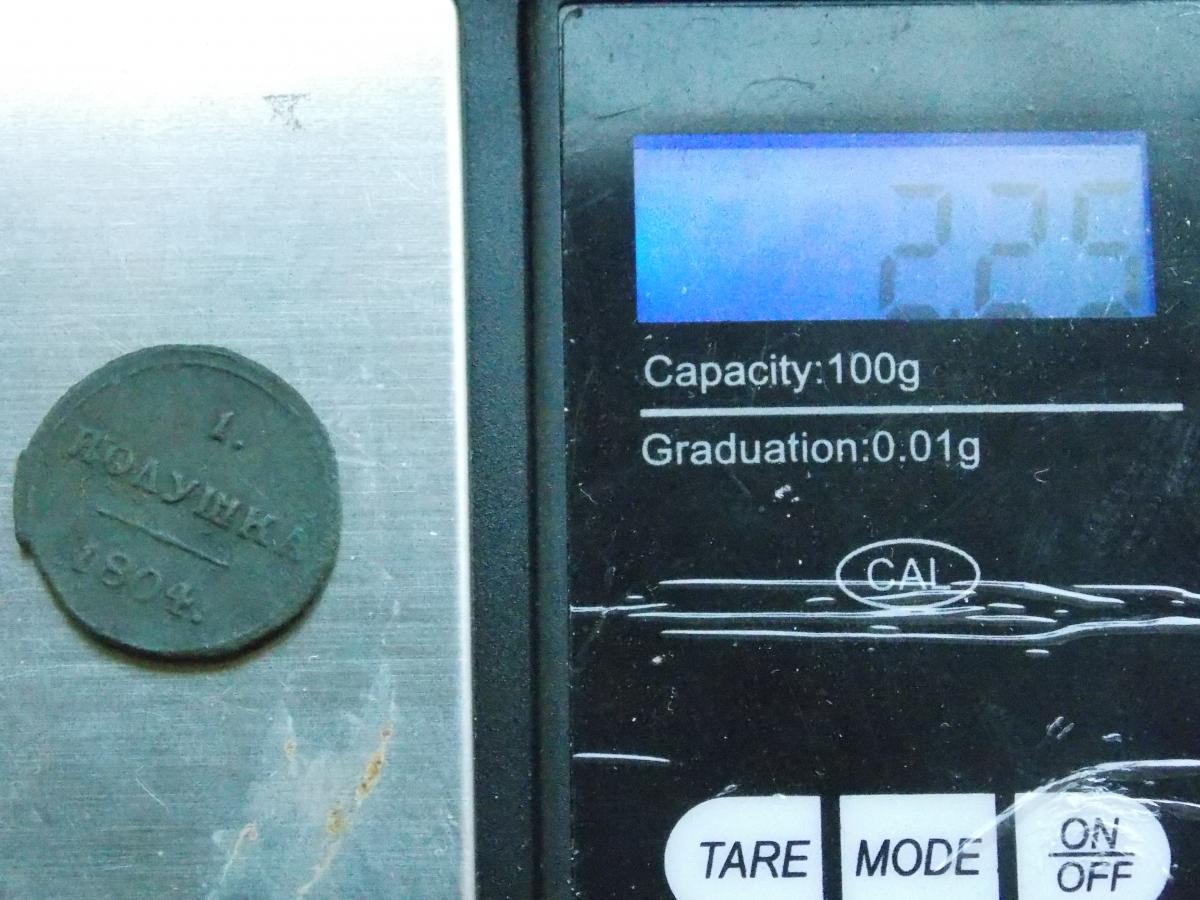 1.
ПОЛУШКА
1804.
2.25
Capacity:100g
Graduation:0.01g
CAL
TARE
MODE
ON
OFF